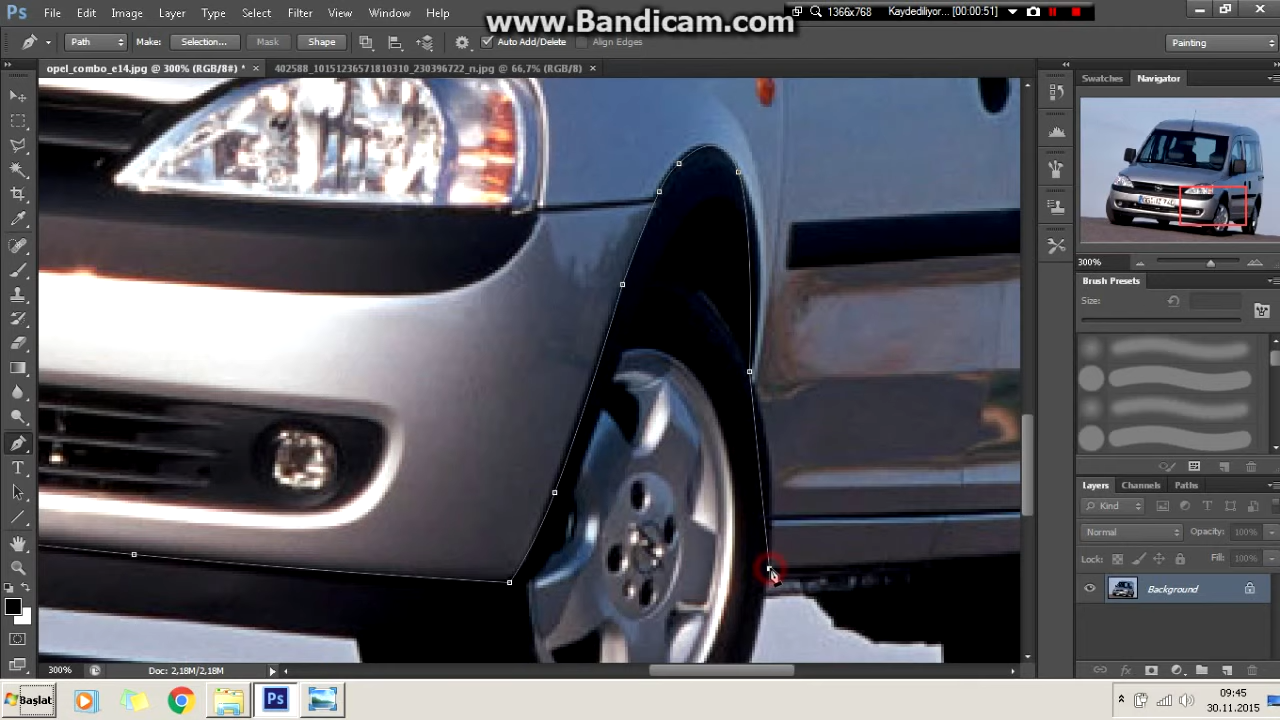 Ps File Edit Image Layer Type Select Filter View Window Help
www.Bandicam.com
1366x768 Kaydediliyor... [00:00:51]
Path Make: Selection... Mask Shape Auto Add/Delete Align Edges Painting
opel_combo_e14.jpg @ 300% (RGB/8#) * × 402588_10151236571810310_230396722_n.jpg @ 66,7% (RGB/8) ×
Swatches Navigator
300%
Brush Presets
Size:
Layers Channels Paths
Kind
Normal Opacity: 100%
Lock: Fill: 100%
Background
300% Doc: 2,18M/2,18M
Başlat Ps
09:45
30.11.2015